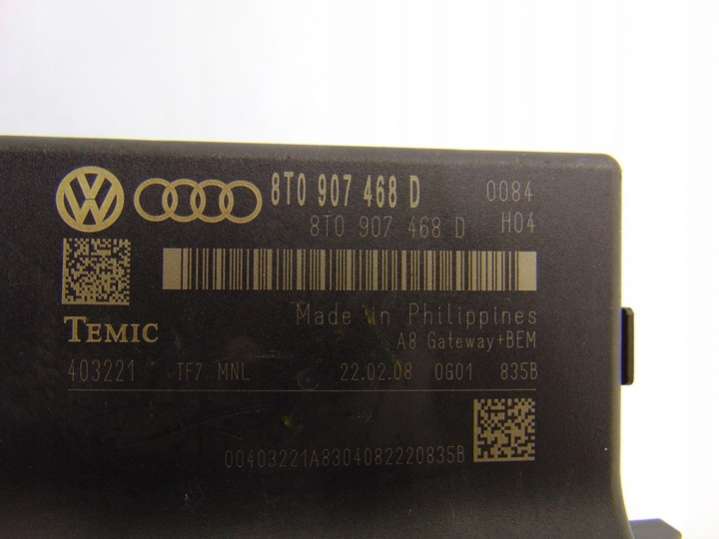 8T0 907 468 D 0084
8T0 907 468 D H04
Made in Philippines
TEMIC A8 Gateway+BEM
403221 TF7 MNL 22.02.08 0G01 835B
00403221A8304082220835B